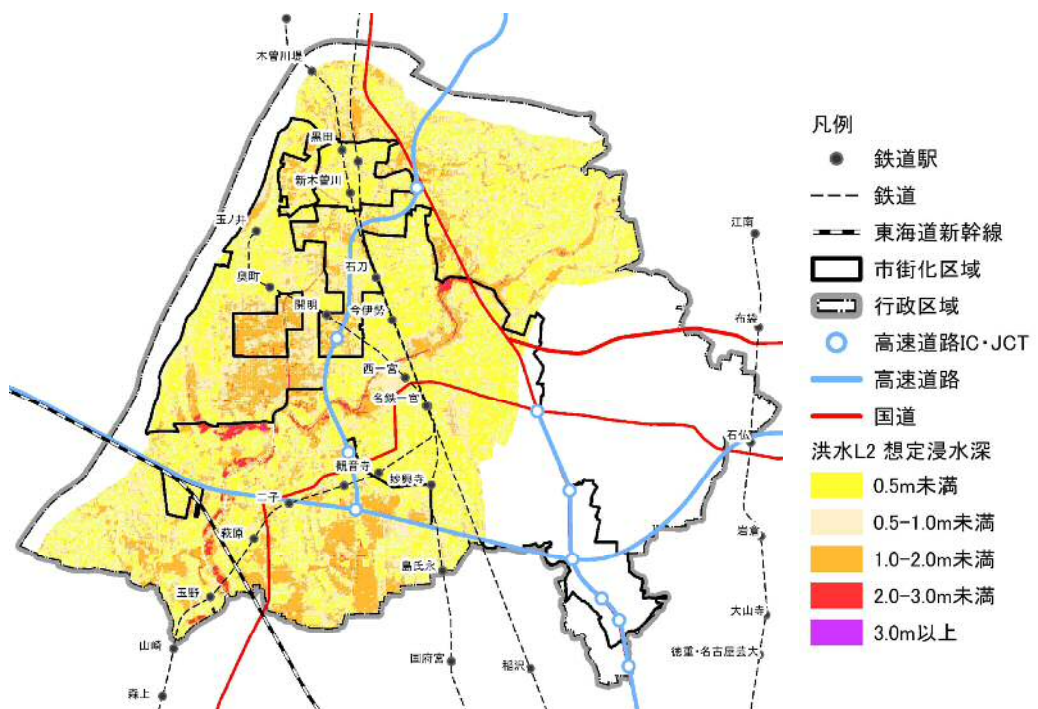 木曽川堤
黒田
新木曽川
玉ノ井
江南
石刀
奥町
開明
今伊勢
布袋
西一宮
名鉄一宮
石仏
観音寺
妙興寺
二子
萩原
岩倉
島氏永
玉野
大山寺
山崎
国府宮
稲沢
徳重・名古屋芸大
森上
凡例
鉄道駅
鉄道
東海道新幹線
市街化区域
行政区域
高速道路IC・JCT
高速道路
国道
洪水L2 想定浸水深
0.5m未満
0.5-1.0m未満
1.0-2.0m未満
2.0-3.0m未満
3.0m以上